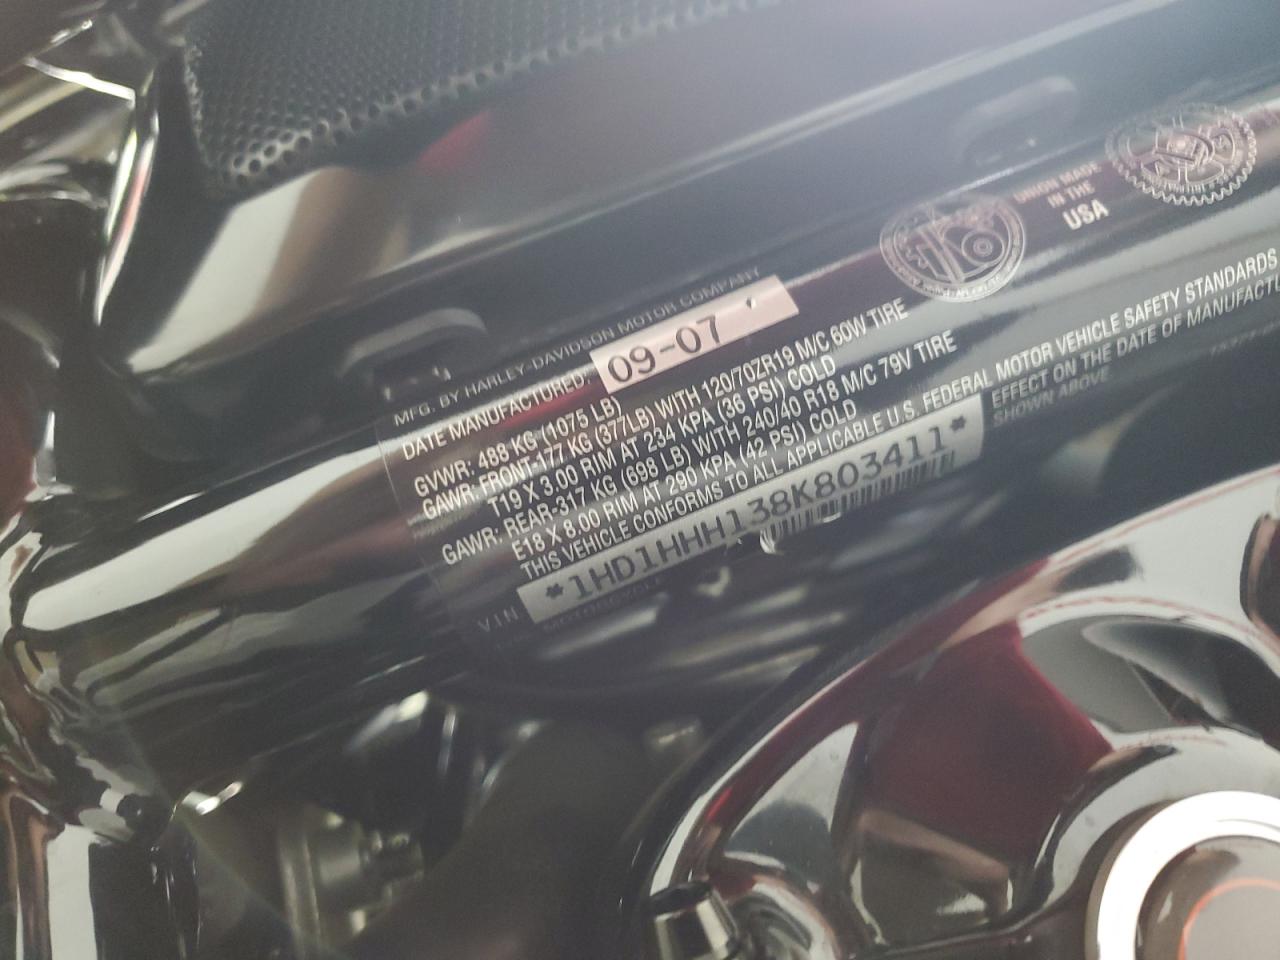 UNION MADE
IN THE
USA
MFG. BY HARLEY-DAVIDSON MOTOR COMPANY
DATE MANUFACTURED: 09-07
GVWR: 488 KG (1075 LB)
GAWR: FRONT-177 KG (377LB) WITH 120/70ZR19 M/C 60W TIRE
T19 X 3.00 RIM AT 234 KPA (36 PSI) COLD
GAWR: REAR-317 KG (698 LB) WITH 240/40 R18 M/C 79V TIRE
E18 X 8.00 RIM AT 290 KPA (42 PSI) COLD
THIS VEHICLE CONFORMS TO ALL APPLICABLE U.S. FEDERAL MOTOR VEHICLE SAFETY STANDARDS
EFFECT ON THE DATE OF MANUFACTU
SHOWN ABOVE
VIN *1HD1HHH138K803411*
MOTORCYCLE